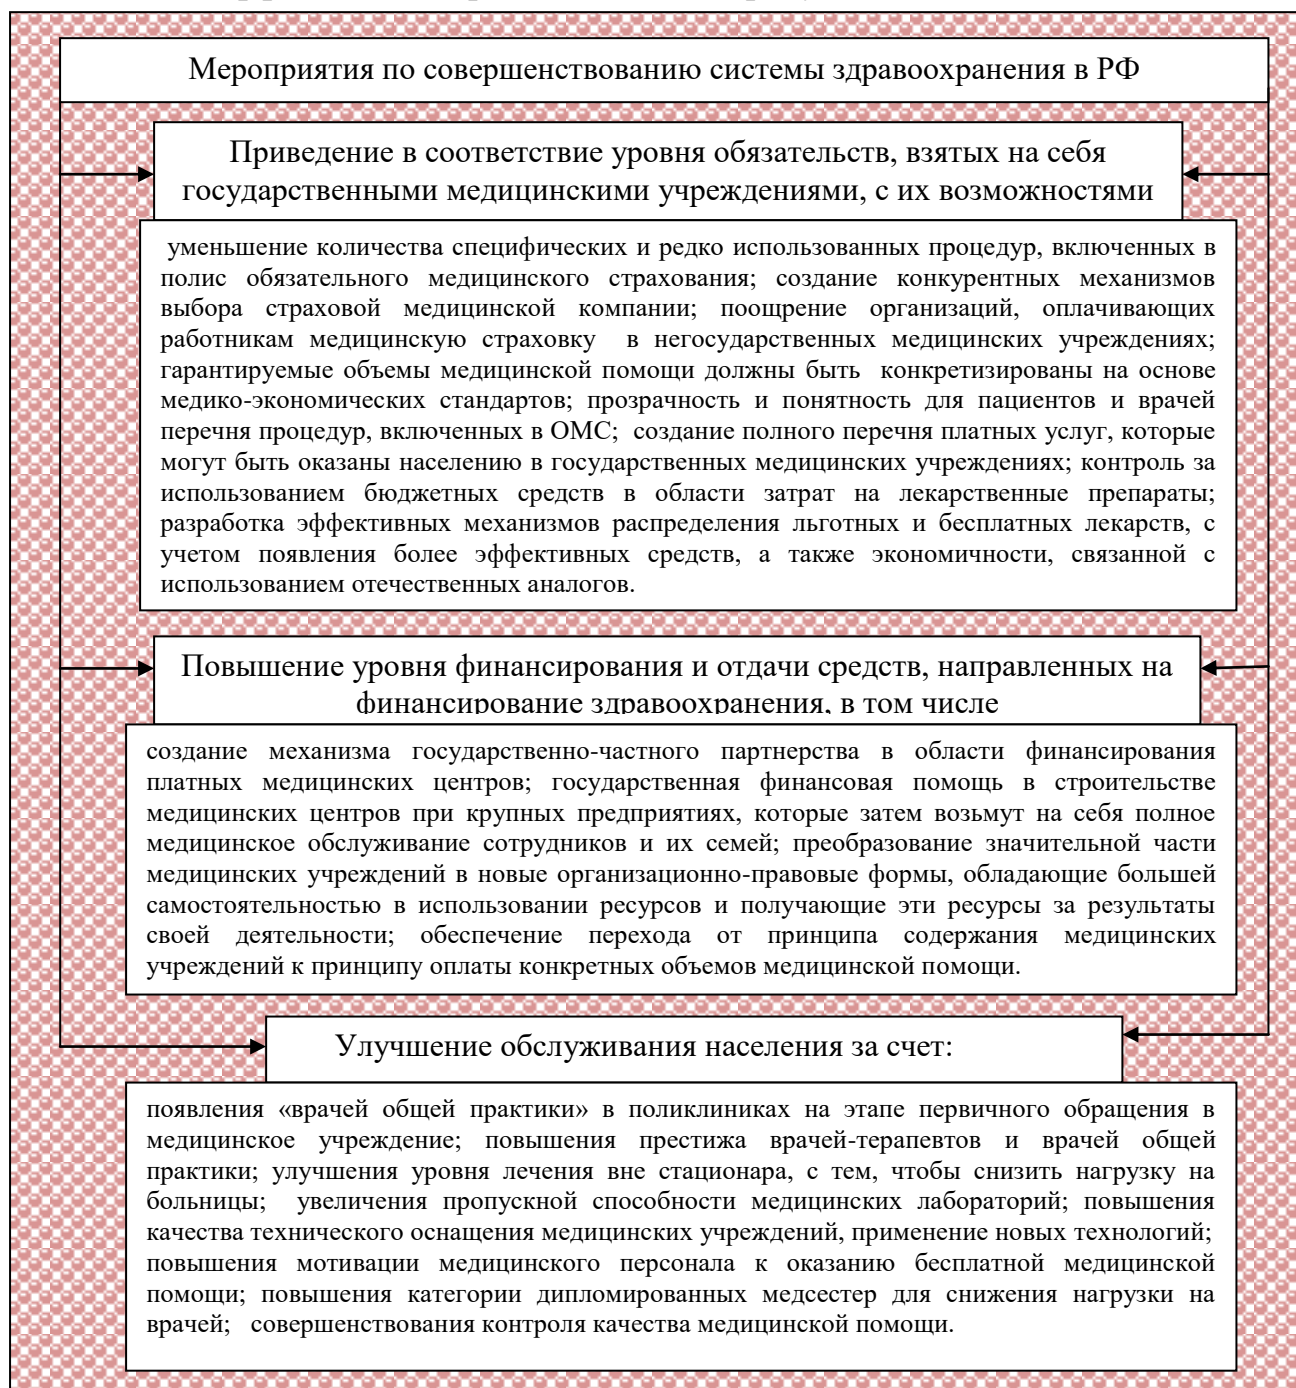 Мероприятия по совершенствованию системы здравоохранения в РФ
Приведение в соответствие уровня обязательств, взятых на себя
государственными медицинскими учреждениями, с их возможностями
уменьшение количества специфических и редко использованных процедур, включенных в
полис обязательного медицинского страхования; создание конкурентных механизмов
выбора страховой медицинской компании; поощрение организаций, оплачивающих
работникам медицинскую страховку в негосударственных медицинских учреждениях;
гарантируемые объемы медицинской помощи должны быть конкретизированы на основе
медико-экономических стандартов; прозрачность и понятность для пациентов и врачей
перечня процедур, включенных в ОМС; создание полного перечня платных услуг, которые
могут быть оказаны населению в государственных медицинских учреждениях; контроль за
использованием бюджетных средств в области затрат на лекарственные препараты;
разработка эффективных механизмов распределения льготных и бесплатных лекарств, с
учетом появления более эффективных средств, а также экономичности, связанной с
использованием отечественных аналогов.
Повышение уровня финансирования и отдачи средств, направленных на
финансирование здравоохранения, в том числе
создание механизма государственно-частного партнерства в области финансирования
платных медицинских центров; государственная финансовая помощь в строительстве
медицинских центров при крупных предприятиях, которые затем возьмут на себя полное
медицинское обслуживание сотрудников и их семей; преобразование значительной части
медицинских учреждений в новые организационно-правовые формы, обладающие большей
самостоятельностью в использовании ресурсов и получающие эти ресурсы за результаты
своей деятельности; обеспечение перехода от принципа содержания медицинских
учреждений к принципу оплаты конкретных объемов медицинской помощи.
Улучшение обслуживания населения за счет:
появления «врачей общей практики» в поликлиниках на этапе первичного обращения в
медицинское учреждение; повышения престижа врачей-терапевтов и врачей общей
практики; улучшения уровня лечения вне стационара, с тем, чтобы снизить нагрузку на
больницы; увеличения пропускной способности медицинских лабораторий; повышения
качества технического оснащения медицинских учреждений, применение новых технологий;
повышения мотивации медицинского персонала к оказанию бесплатной медицинской
помощи; повышения категории дипломированных медсестер для снижения нагрузки на
врачей; совершенствования контроля качества медицинской помощи.